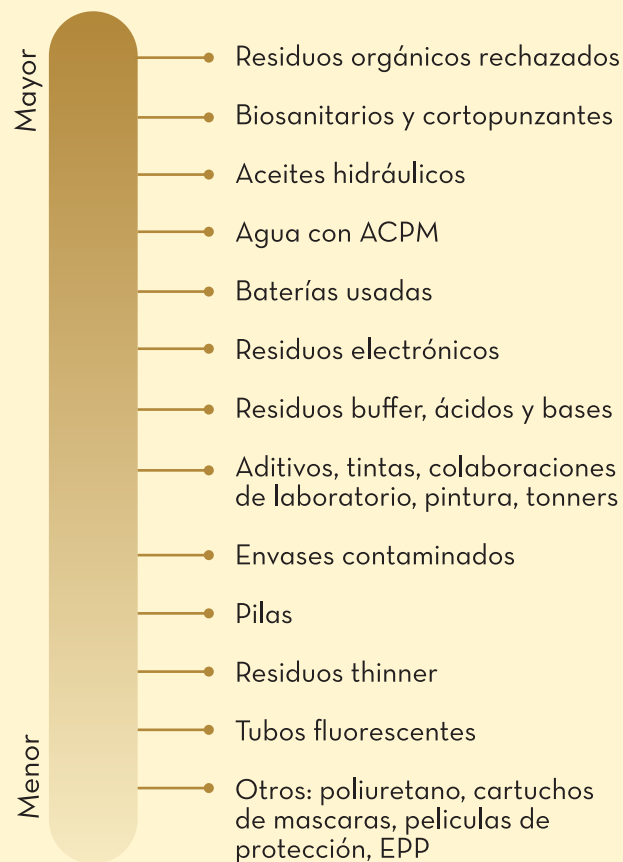 Mayor
Residuos orgánicos rechazados
Biosanitarios y cortopunzantes
Aceites hidráulicos
Agua con ACPM
Baterías usadas
Residuos electrónicos
Residuos buffer, ácidos y bases
Aditivos, tintas, colaboraciones
de laboratorio, pintura, tonners
Envases contaminados
Pilas
Residuos thinner
Tubos fluorescentes
Menor
Otros: poliuretano, cartuchos
de mascaras, peliculas de
protección, EPP